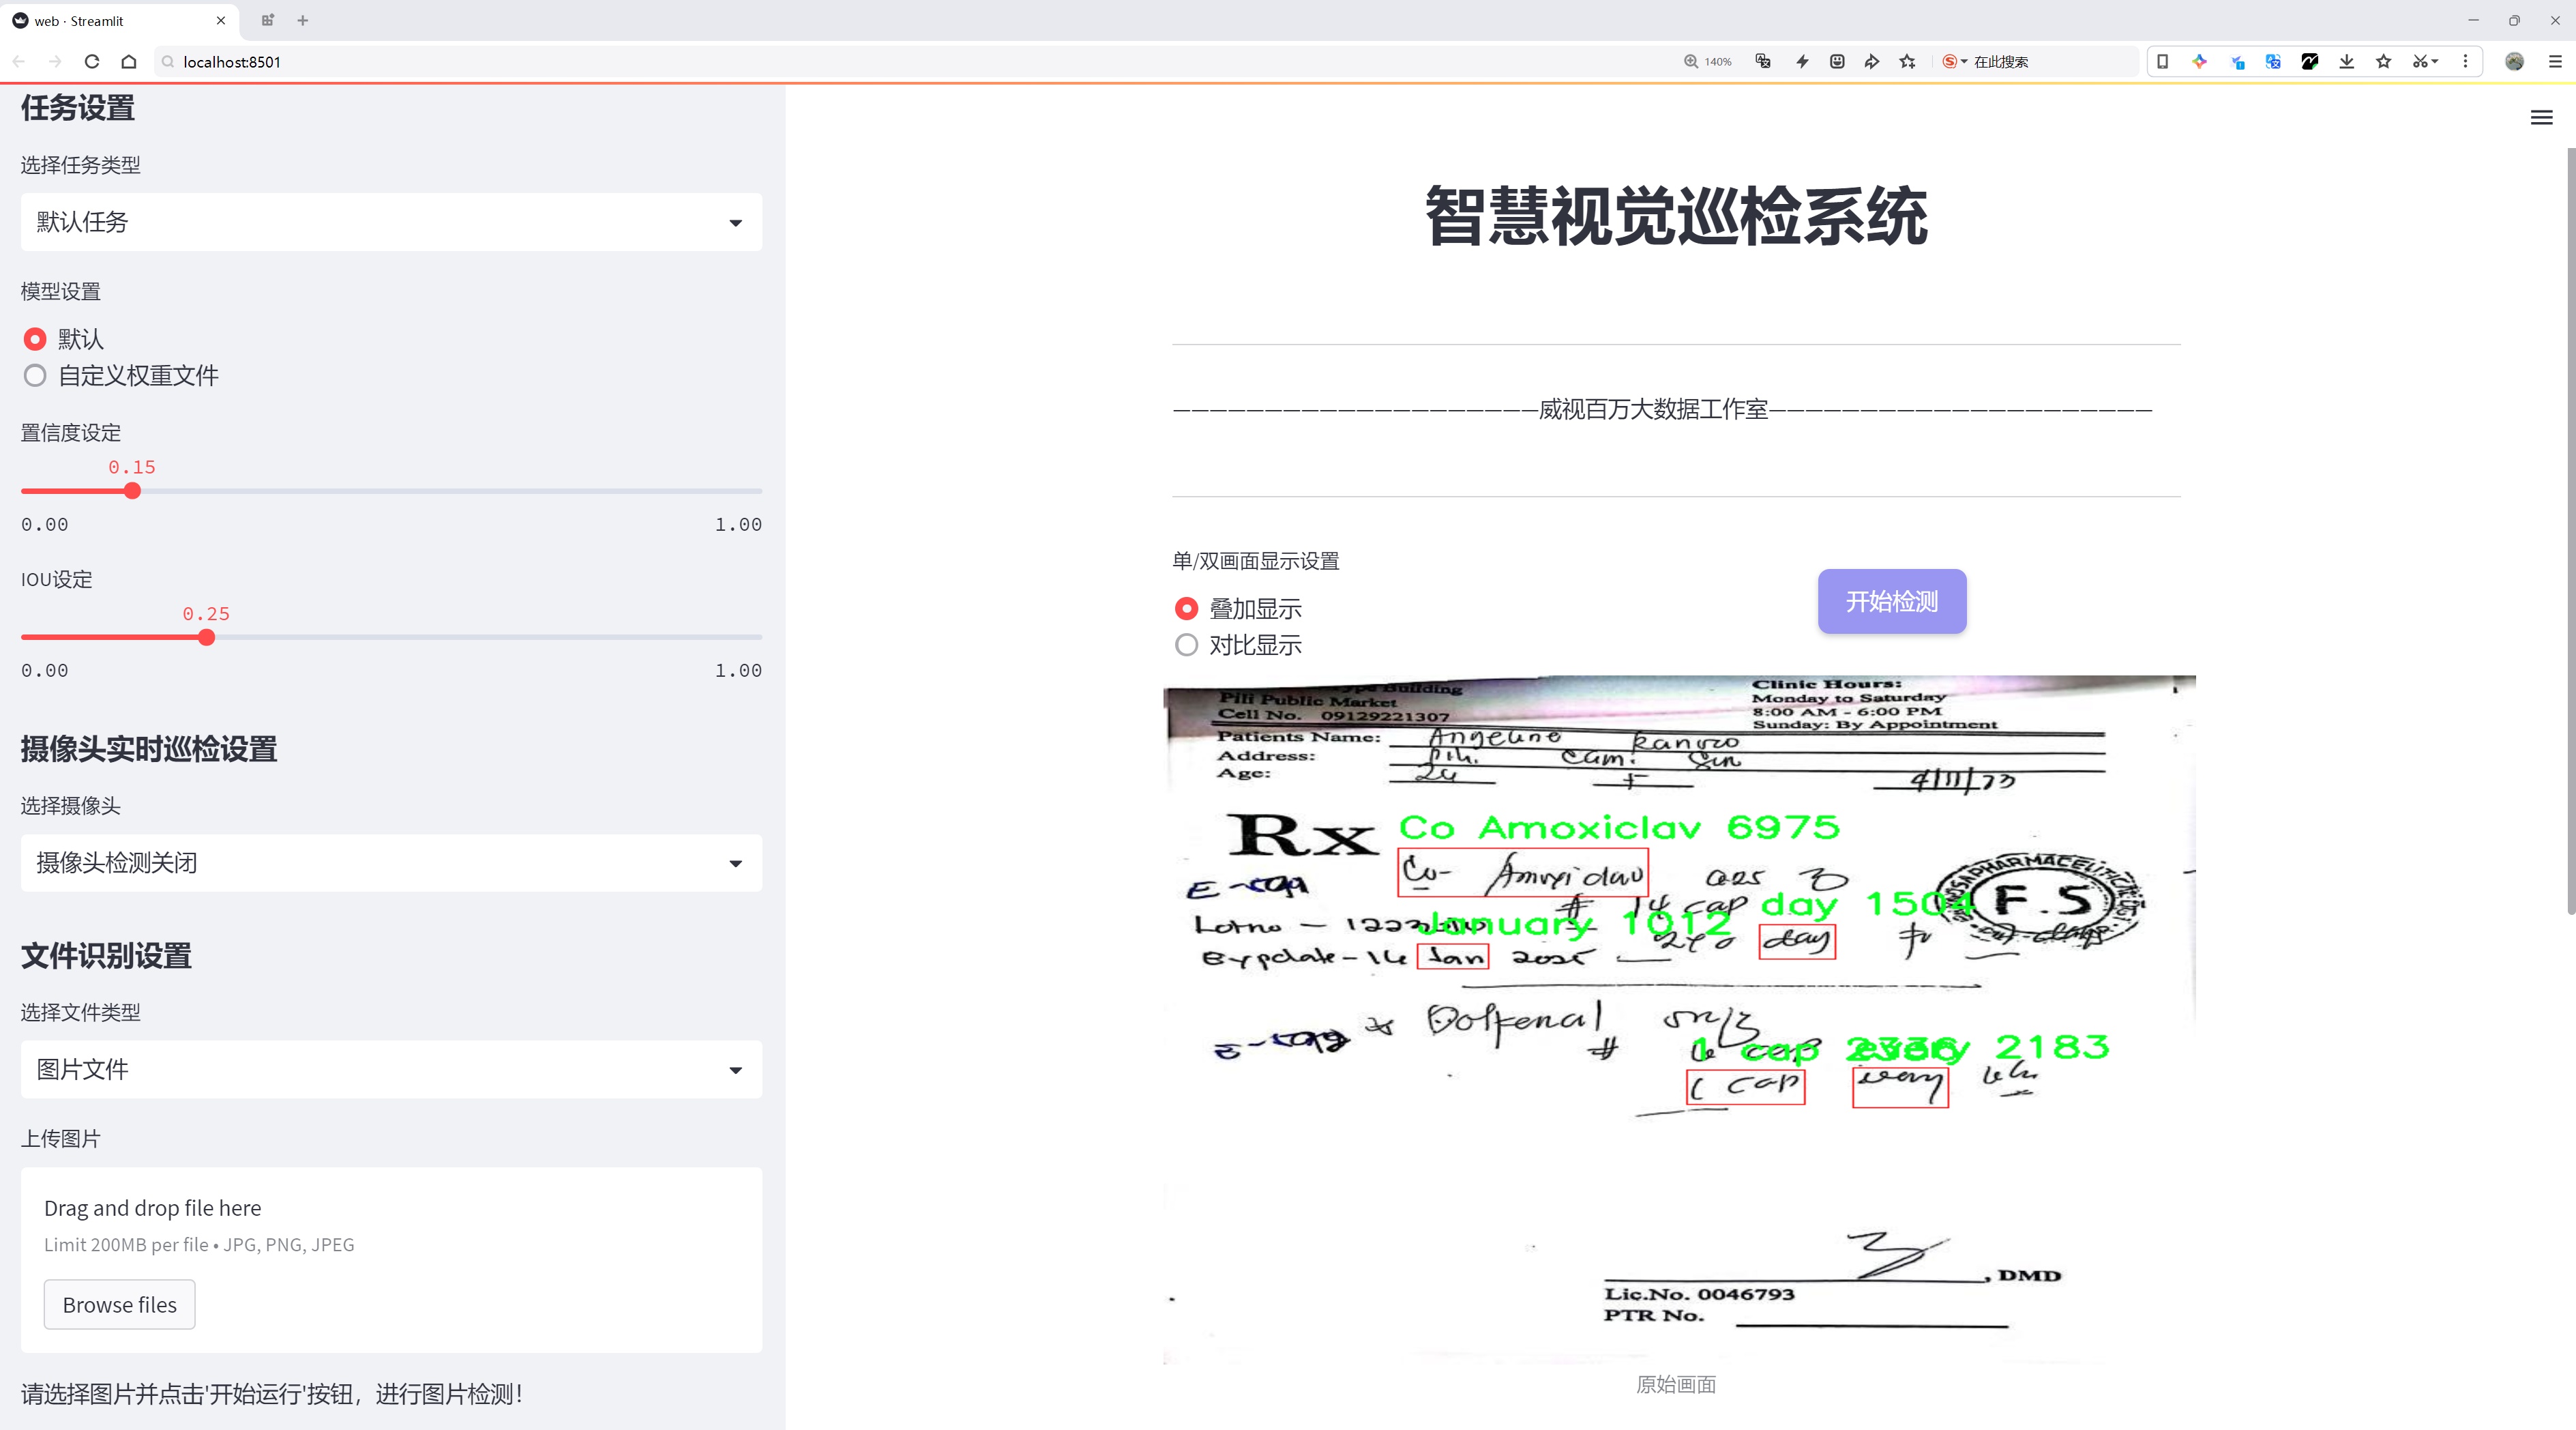 web · Streamlit
localhost:8501
140%
在此搜索
任务设置
选择任务类型
默认任务
模型设置
默认
自定义权重文件
置信度设定
0.15
0.00 1.00
IOU设定
0.25
0.00 1.00
摄像头实时巡检设置
选择摄像头
摄像头检测关闭
文件识别设置
选择文件类型
图片文件
上传图片
Drag and drop file here
Limit 200MB per file • JPG, PNG, JPEG
Browse files
请选择图片并点击'开始运行'按钮，进行图片检测！
智慧视觉巡检系统
————————————————————威视百万大数据工作室—————————————————————
单/双画面显示设置
叠加显示
对比显示
开始检测
Building
Pili Public Market
Cell No. 09129221307
Clinic Hours:
Monday to Saturday
8:00 AM - 6:00 PM
Sunday: By Appointment
Patients Name: Angeline
Address: Pili. Cam. Sur
Age: 24
Rx
Co Amoxiclav 6975
Co- Amoxiclav
# 14 cap
day 1504
F.S
January 1012
Lotno -
day
Expdate - 14 Jan 2025
Dolfenal
#
1 cap 2336
every 2183
1 cap every
, DMD
Lic.No. 0046793
PTR No.
原始画面